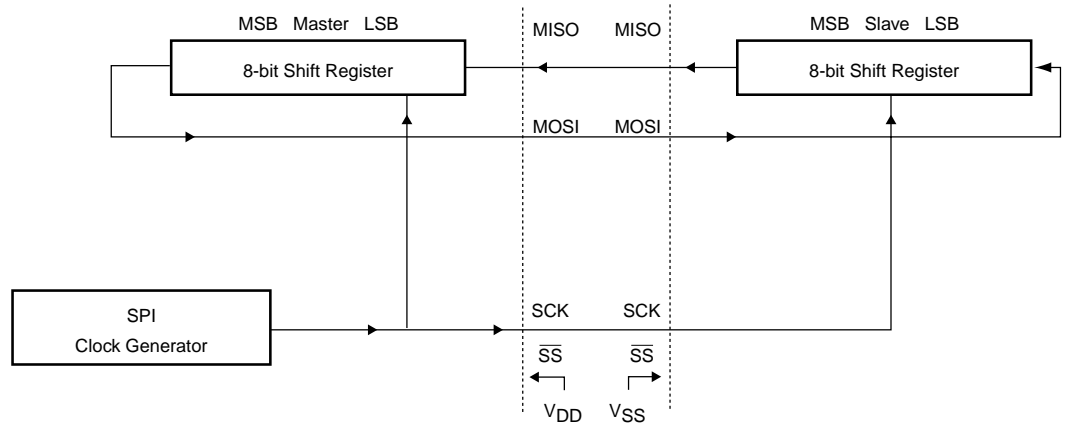 MSB Master LSB
MISO MISO
MSB Slave LSB
8-bit Shift Register
8-bit Shift Register
MOSI MOSI
SPI
Clock Generator
SCK SCK
SS SS
VDD VSS